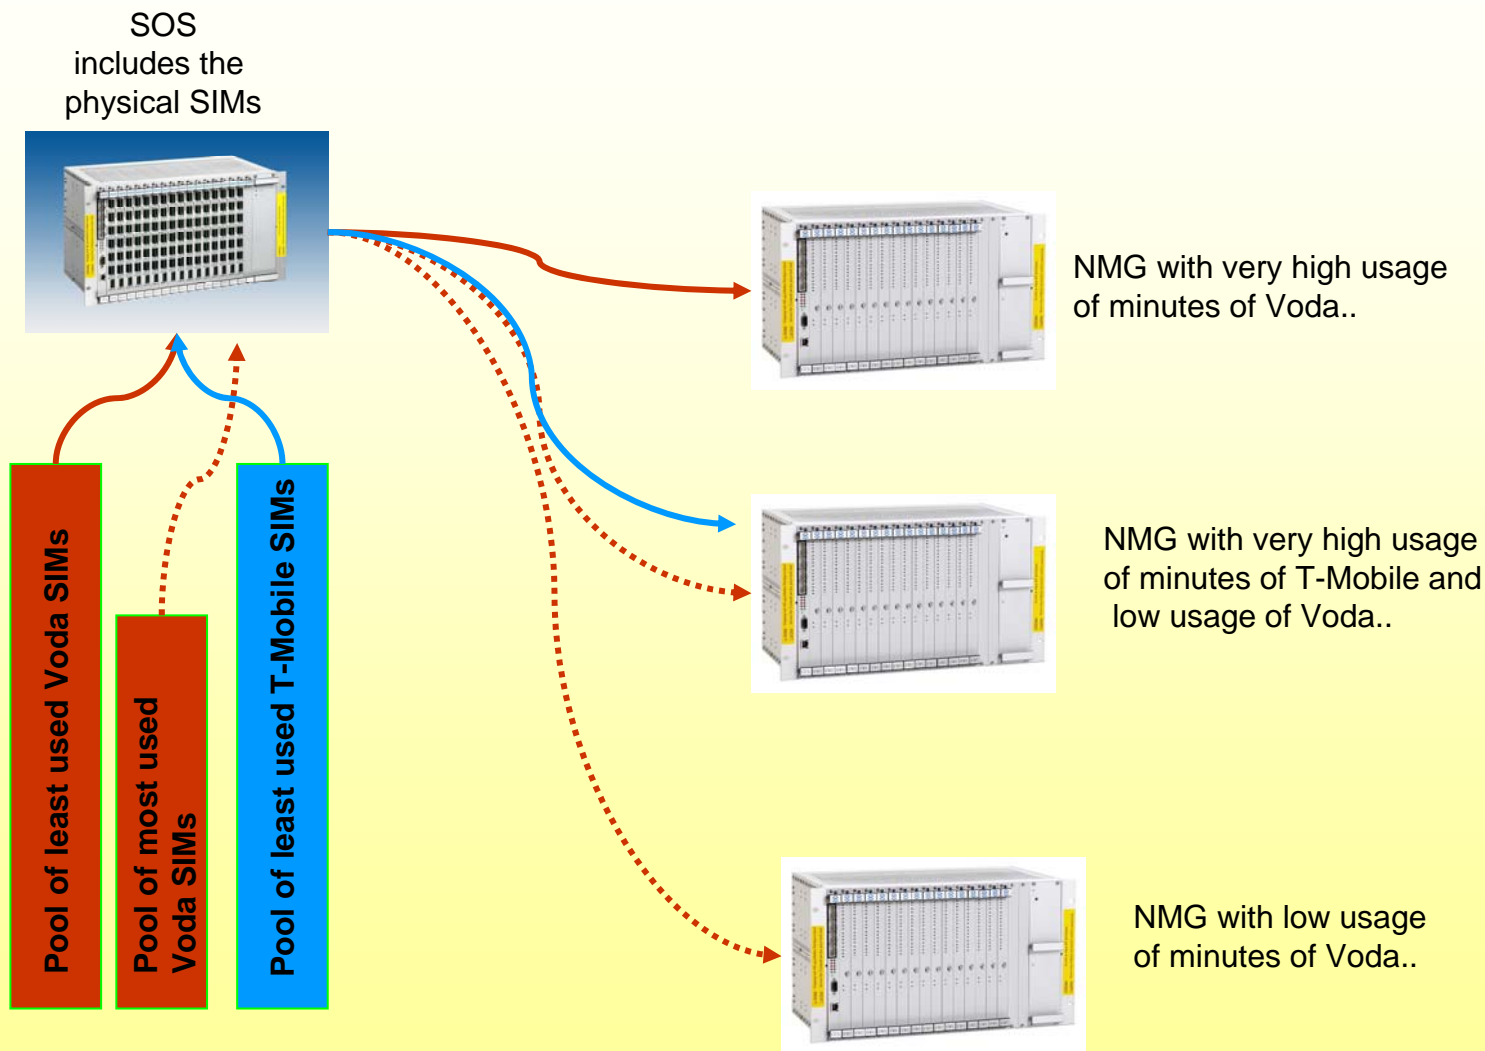 SOS
includes the
physical SIMs
NMG with very high usage
of minutes of Voda..
NMG with very high usage
of minutes of T-Mobile and
low usage of Voda..
NMG with low usage
of minutes of Voda..
Pool of least used Voda SIMs
Pool of most used
Voda SIMs
Pool of least used T-Mobile SIMs